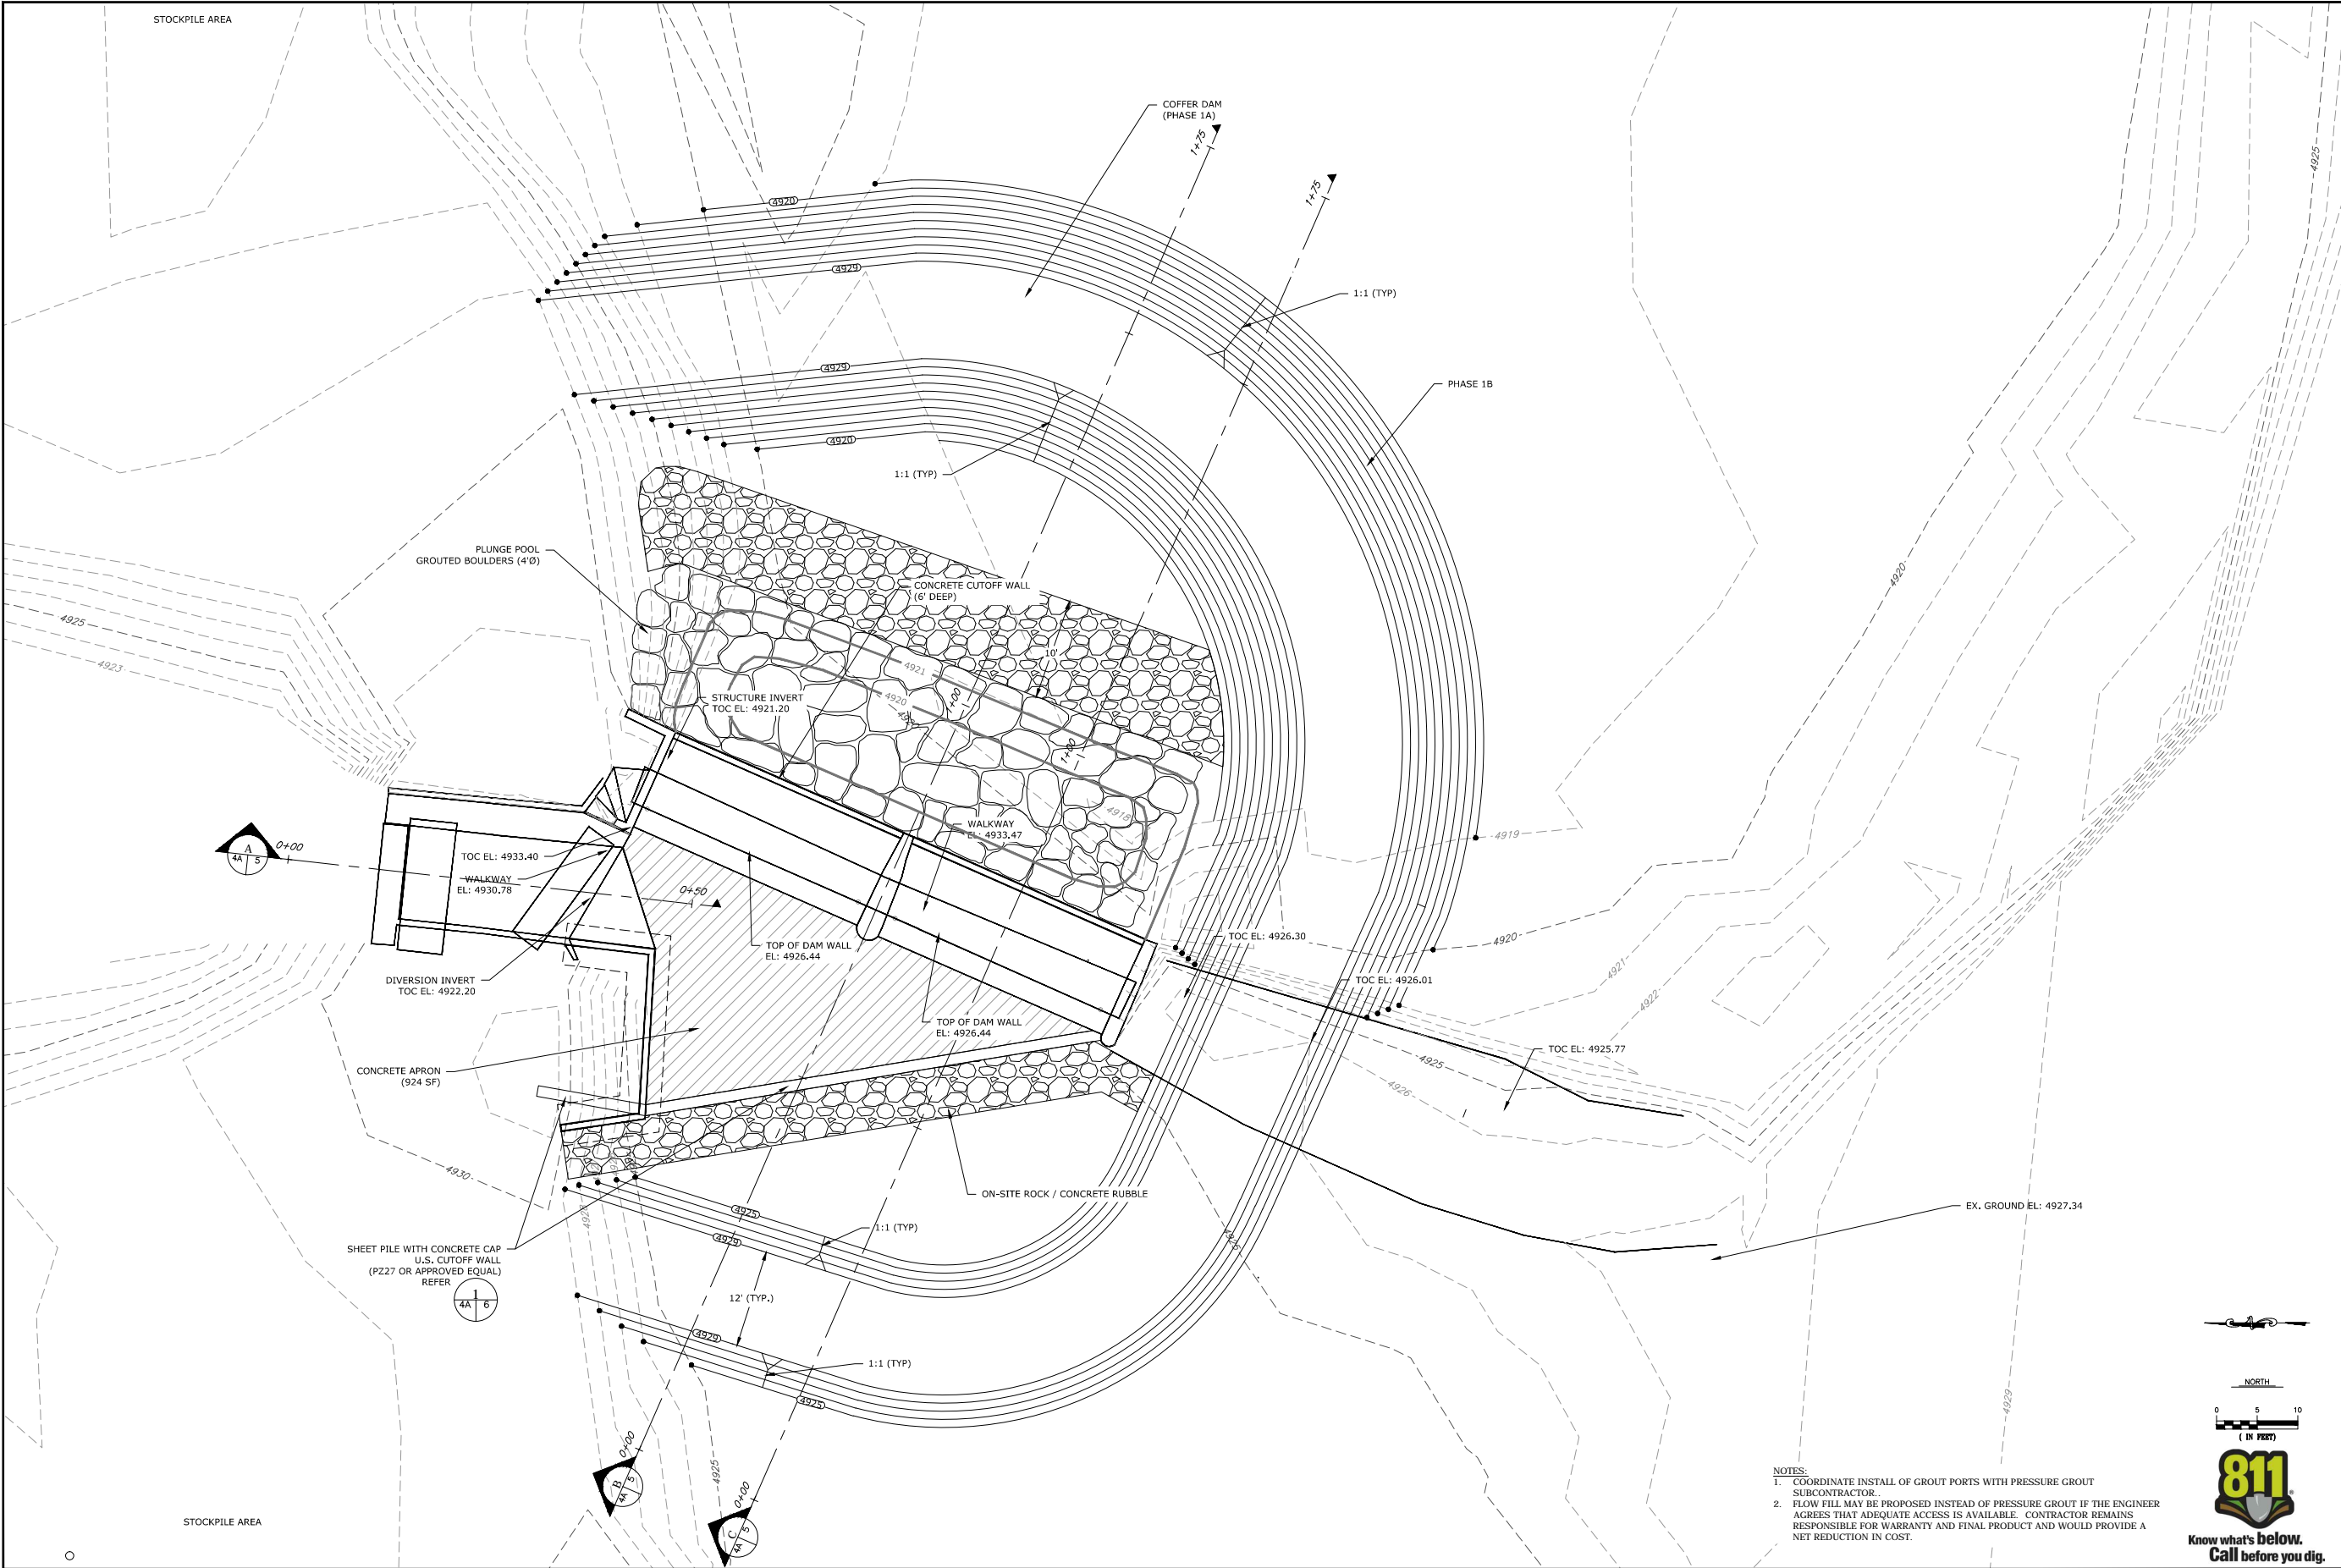 STOCKPILE AREA
COFFER DAM
(PHASE 1A)
1+75
1+75
4920
4929
1:1 (TYP)
4929
4920
PHASE 1B
1:1 (TYP)
PLUNGE POOL
GROUTED BOULDERS (4'Ø)
CONCRETE CUTOFF WALL
(6' DEEP)
10'
4925
4925
4923
4920
4921
4920
1+00
1+00
STRUCTURE INVERT
TOC EL: 4921.20
4918
WALKWAY
EL: 4933.47
4919
A
4A 5
0+00
TOC EL: 4933.40
WALKWAY
EL: 4930.78
0+50
TOP OF DAM WALL
EL: 4926.44
TOC EL: 4926.30
4920
4921
4922
DIVERSION INVERT
TOC EL: 4922.20
TOC EL: 4926.01
TOP OF DAM WALL
EL: 4926.44
TOC EL: 4925.77
4925
4926
CONCRETE APRON
(924 SF)
4930
ON-SITE ROCK / CONCRETE RUBBLE
EX. GROUND EL: 4927.34
4925
1:1 (TYP)
4929
SHEET PILE WITH CONCRETE CAP
U.S. CUTOFF WALL
(PZ27 OR APPROVED EQUAL)
REFER
1
4A 6
12' (TYP.)
4929
1:1 (TYP)
4925
4929
0+00
B
4A 5
4925
0+00
C
4A 5
NORTH
0 5 10
( IN FEET)
NOTES:
1. COORDINATE INSTALL OF GROUT PORTS WITH PRESSURE GROUT
SUBCONTRACTOR..
2. FLOW FILL MAY BE PROPOSED INSTEAD OF PRESSURE GROUT IF THE ENGINEER
AGREES THAT ADEQUATE ACCESS IS AVAILABLE. CONTRACTOR REMAINS
RESPONSIBLE FOR WARRANTY AND FINAL PRODUCT AND WOULD PROVIDE A
NET REDUCTION IN COST.
811
®
Know what's below.
Call before you dig.
STOCKPILE AREA